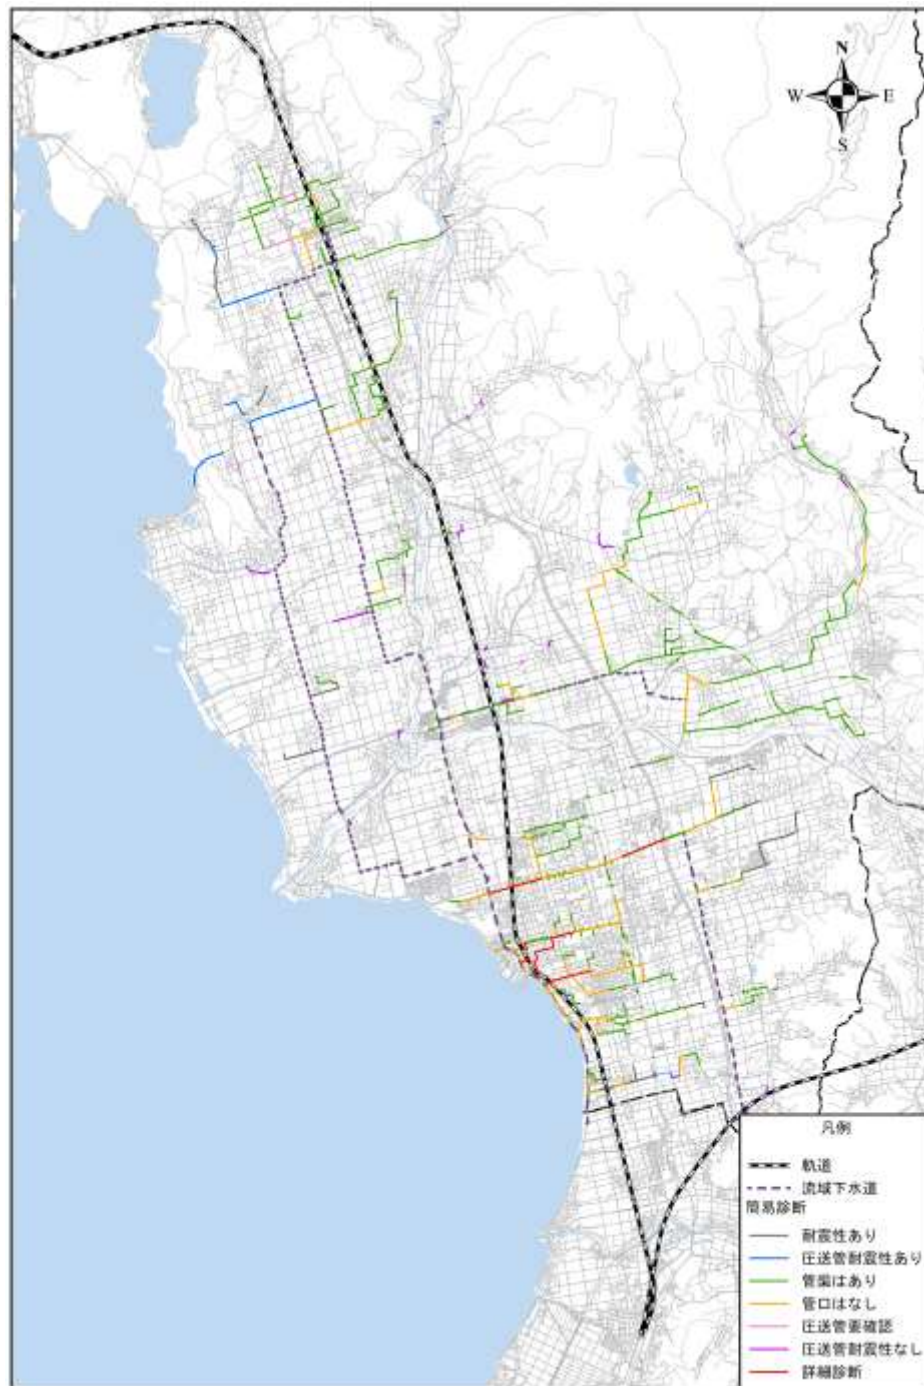 N
W E
S
凡例
軌道
流域下水道
簡易診断
耐震性あり
圧送管耐震性あり
管渠はあり
管口はなし
圧送管要確認
圧送管耐震性なし
詳細診断